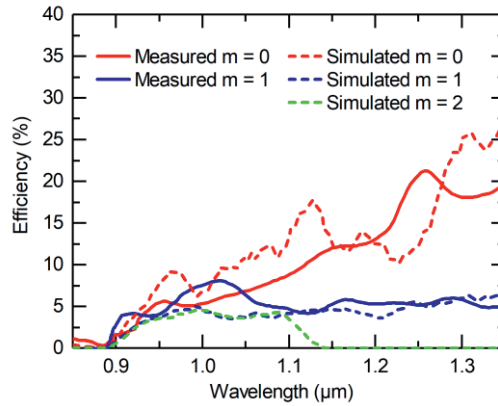 40
35
30
25
20
15
10
5
0
Efficiency (%)
Measured m = 0
Simulated m = 0
Measured m = 1
Simulated m = 1
Simulated m = 2
0.9
1.0
1.1
1.2
1.3
Wavelength (μm)